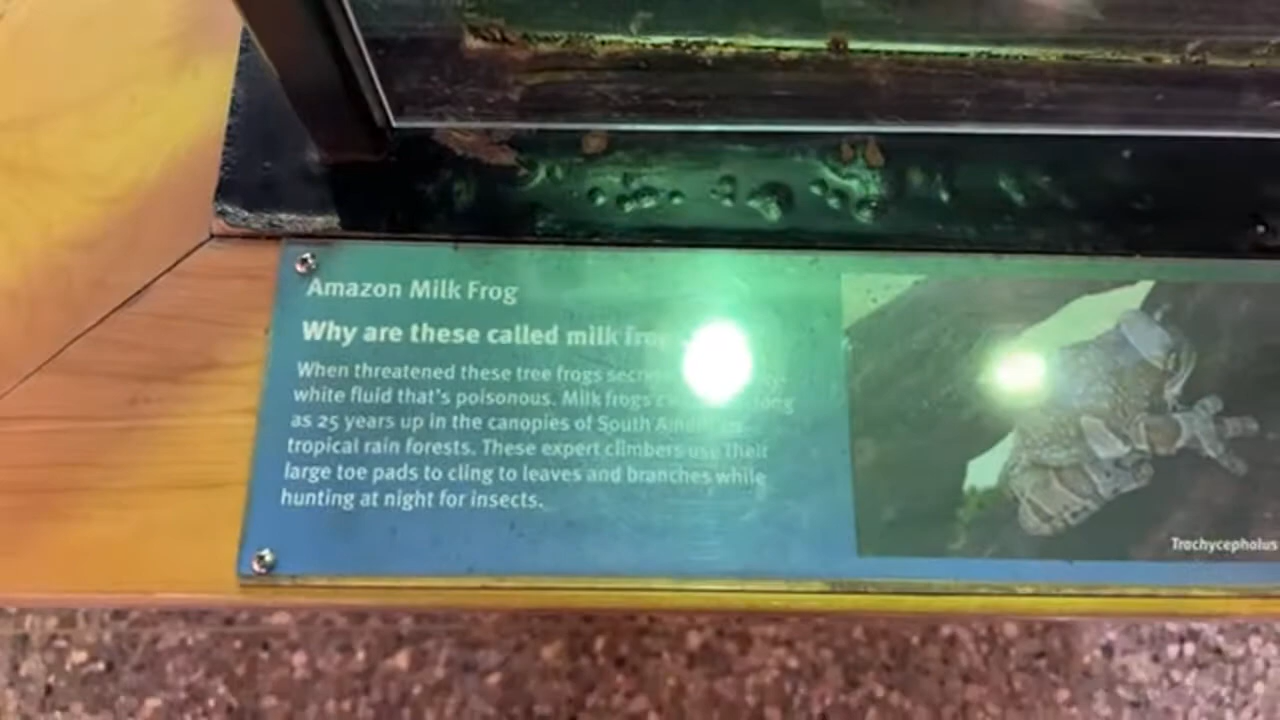 Amazon Milk Frog
Why are these called milk
When threatened these tree frogs
white fluid that's poisonous. Milk frogs long
as 25 years up in the canopies of South
tropical rain forests. These expert climbers use their
large toe pads to cling to leaves and branches while
hunting at night for insects.
Trachycephalus